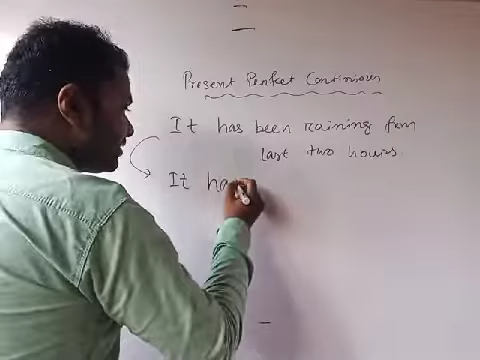 Present Perfect Continuous
It has been raining from
last two hours.
It ha